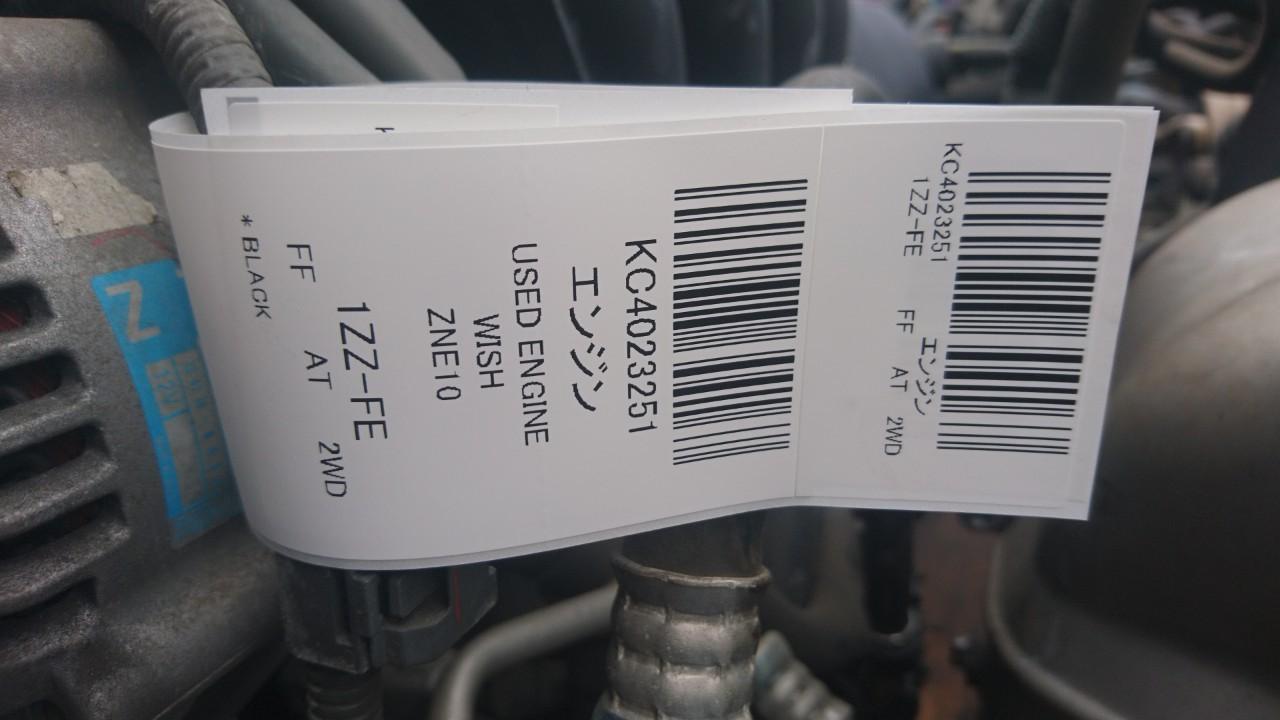 KC4023251
エンジン
USED ENGINE
WISH
ZNE10
1ZZ-FE
FF AT 2WD
*BLACK
KC4023251 エンジン
1ZZ-FE FF AT 2WD
N
12V